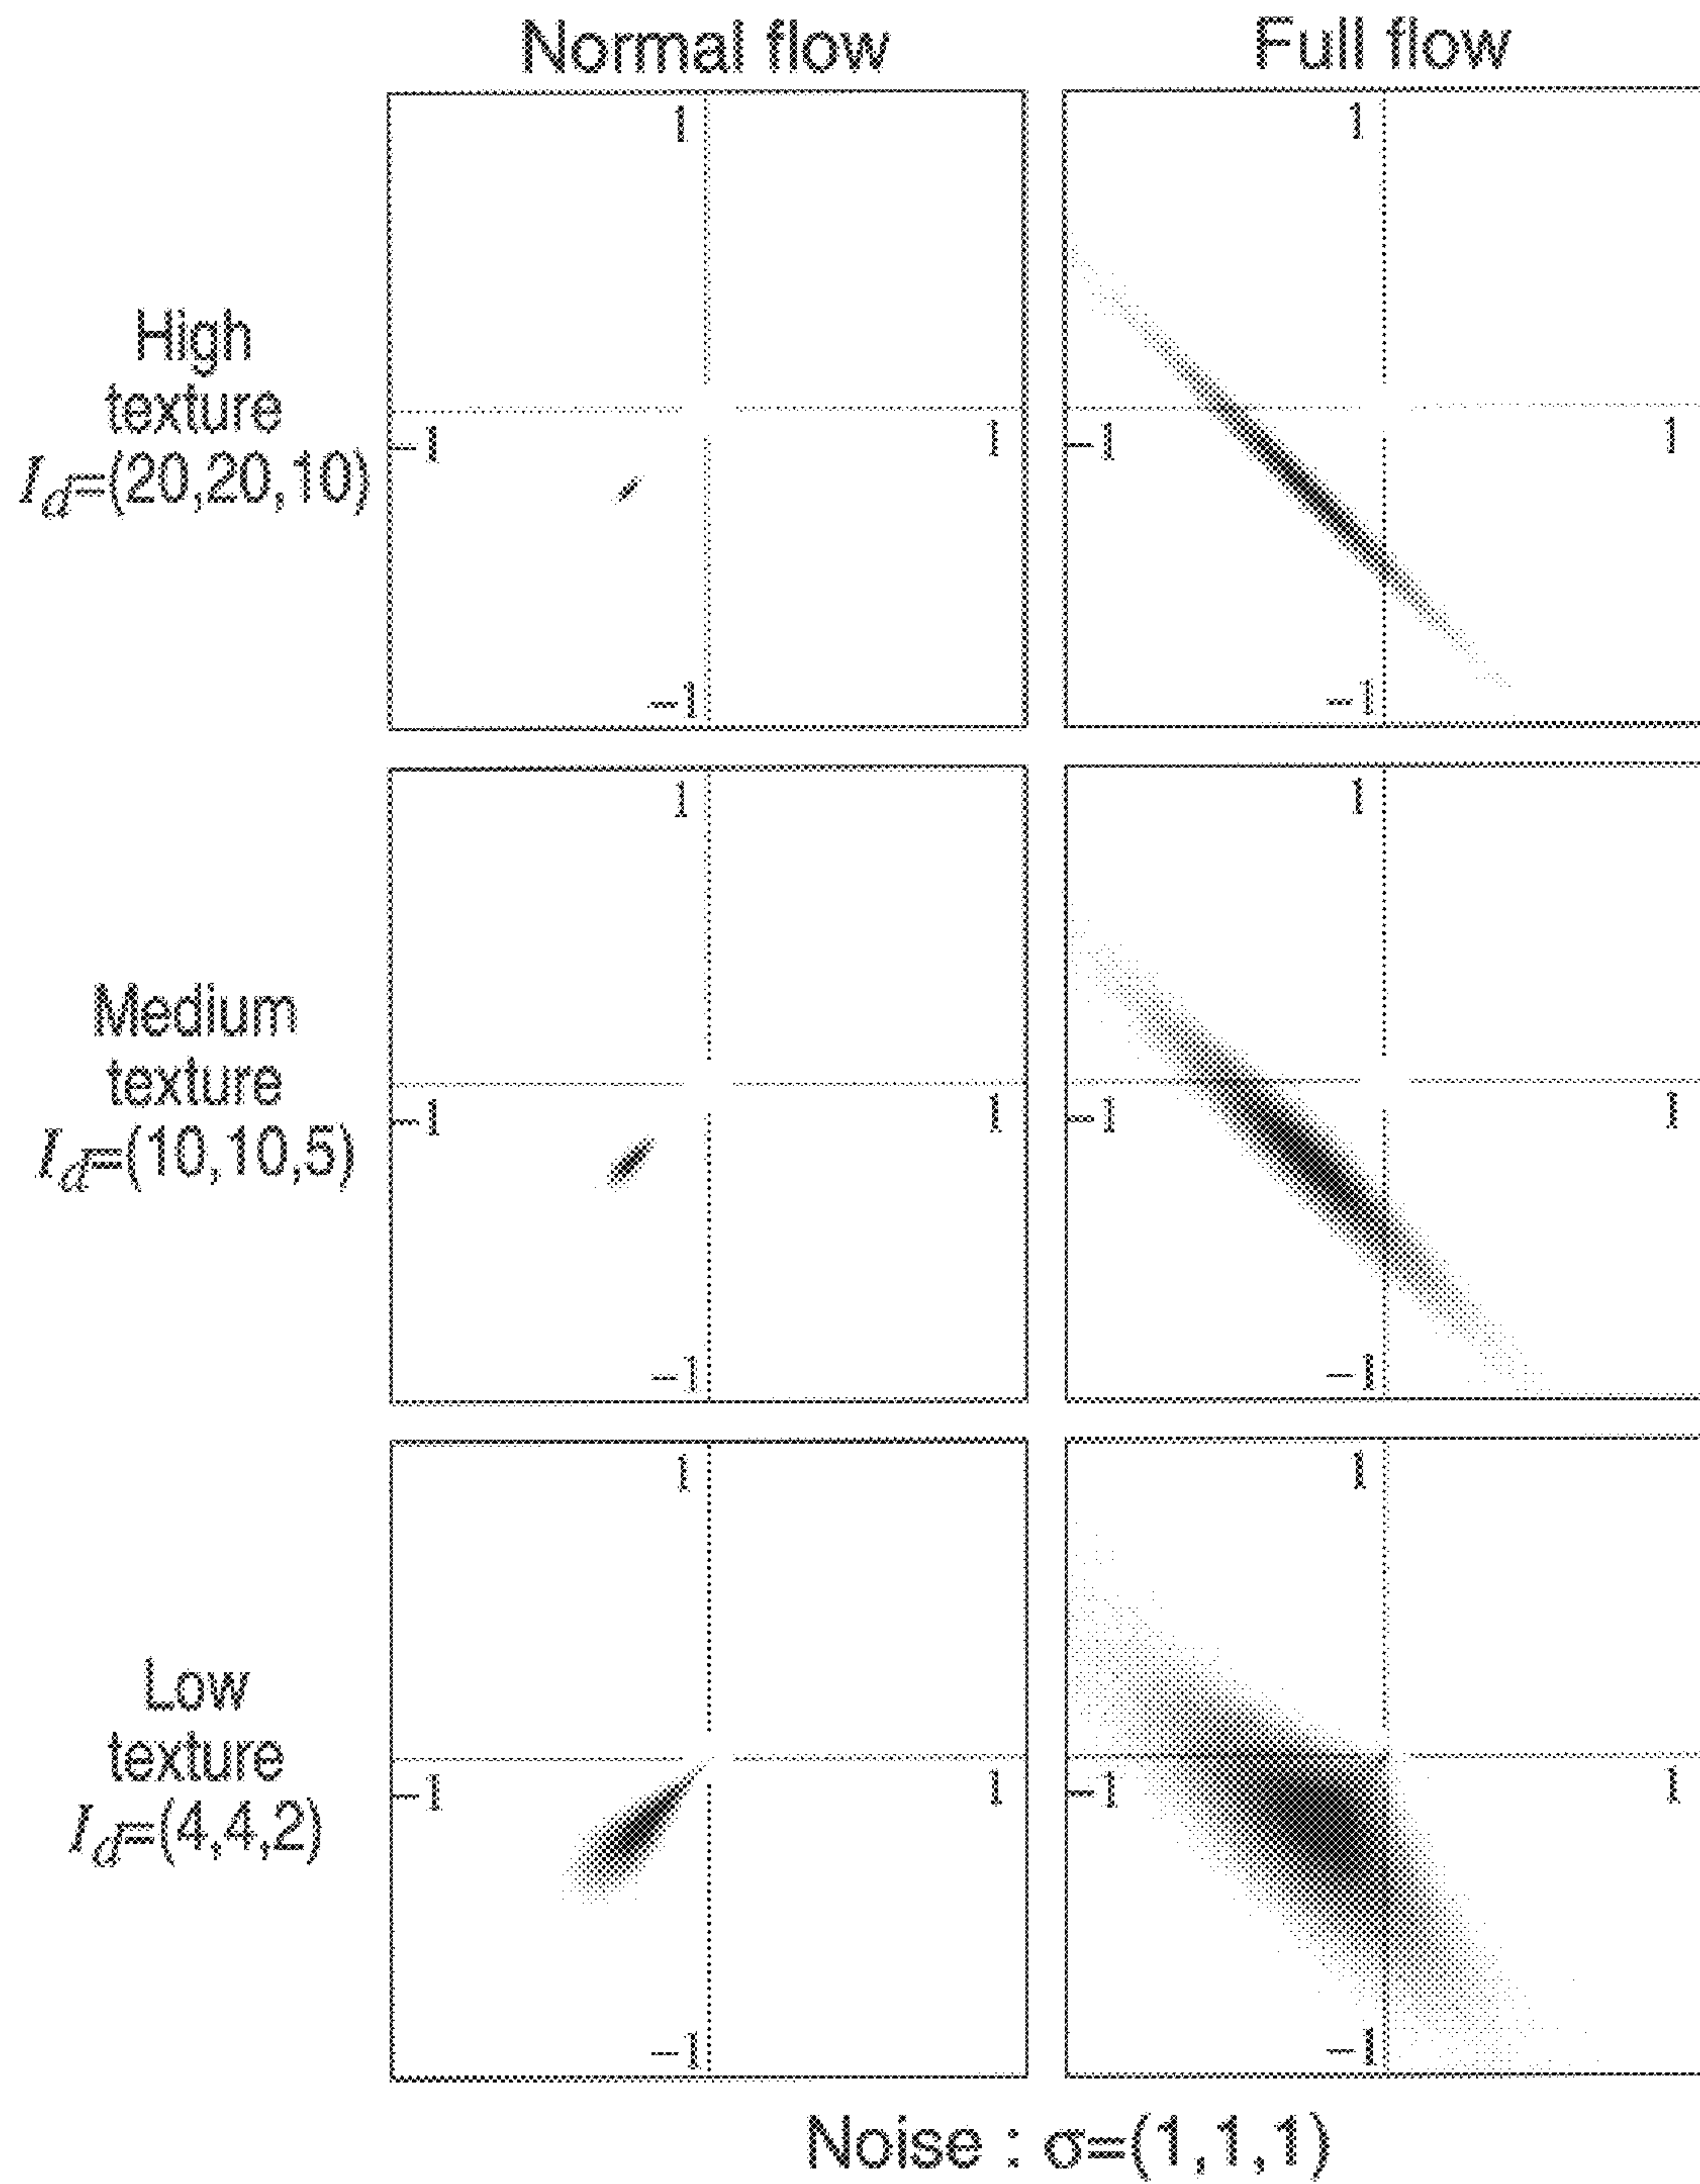 Normal flow Full flow
1 1
High
texture
I_d=(20,20,10)
-1 1 -1 1
-1 -1
1 1
Medium
texture
I_d=(10,10,5)
-1 1 -1 1
-1 -1
1 1
Low
texture
I_d=(4,4,2)
-1 1 -1 1
-1 -1
Noise : σ=(1,1,1)